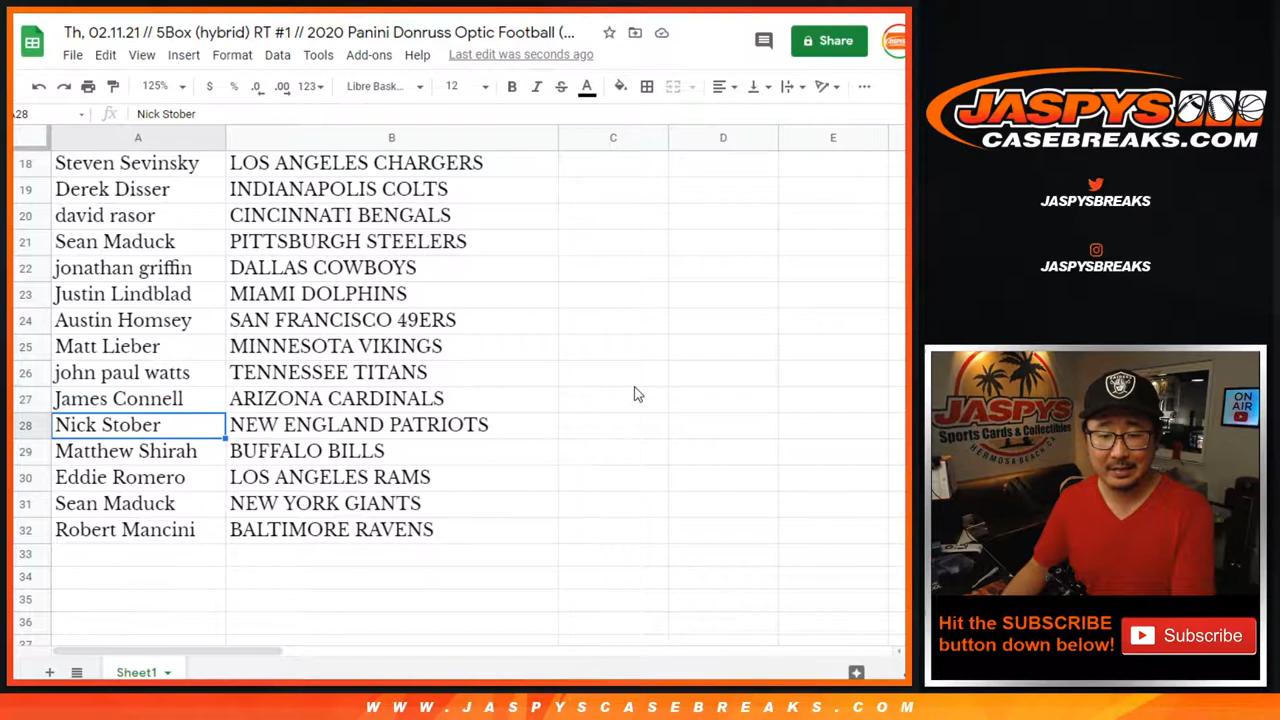 Th, 02.11.21 // 5Box (hybrid) RT #1 // 2020 Panini Donruss Optic Football (...
File Edit View Insert Format Data Tools Add-ons Help Last edit was seconds ago
Share
125% $ % .0 .00 123 Libre Bask... 12 B I S A
A28 fx Nick Stober
A B C D E
18 Steven Sevinsky LOS ANGELES CHARGERS
19 Derek Disser INDIANAPOLIS COLTS
20 david rasor CINCINNATI BENGALS
21 Sean Maduck PITTSBURGH STEELERS
22 jonathan griffin DALLAS COWBOYS
23 Justin Lindblad MIAMI DOLPHINS
24 Austin Homsey SAN FRANCISCO 49ERS
25 Matt Lieber MINNESOTA VIKINGS
26 john paul watts TENNESSEE TITANS
27 James Connell ARIZONA CARDINALS
28 Nick Stober NEW ENGLAND PATRIOTS
29 Matthew Shirah BUFFALO BILLS
30 Eddie Romero LOS ANGELES RAMS
31 Sean Maduck NEW YORK GIANTS
32 Robert Mancini BALTIMORE RAVENS
33
34
35
36
37
Sheet1
JASPYS
CASEBREAKS.COM
JASPYSBREAKS
JASPYSBREAKS
JASPYS
Sports Cards & Collectibles
HERMOSA BEACH, CA
RAIDERS
ON AIR
Hit the SUBSCRIBE
button down below!
Subscribe
WWW.JASPYSCASEBREAKS.COM